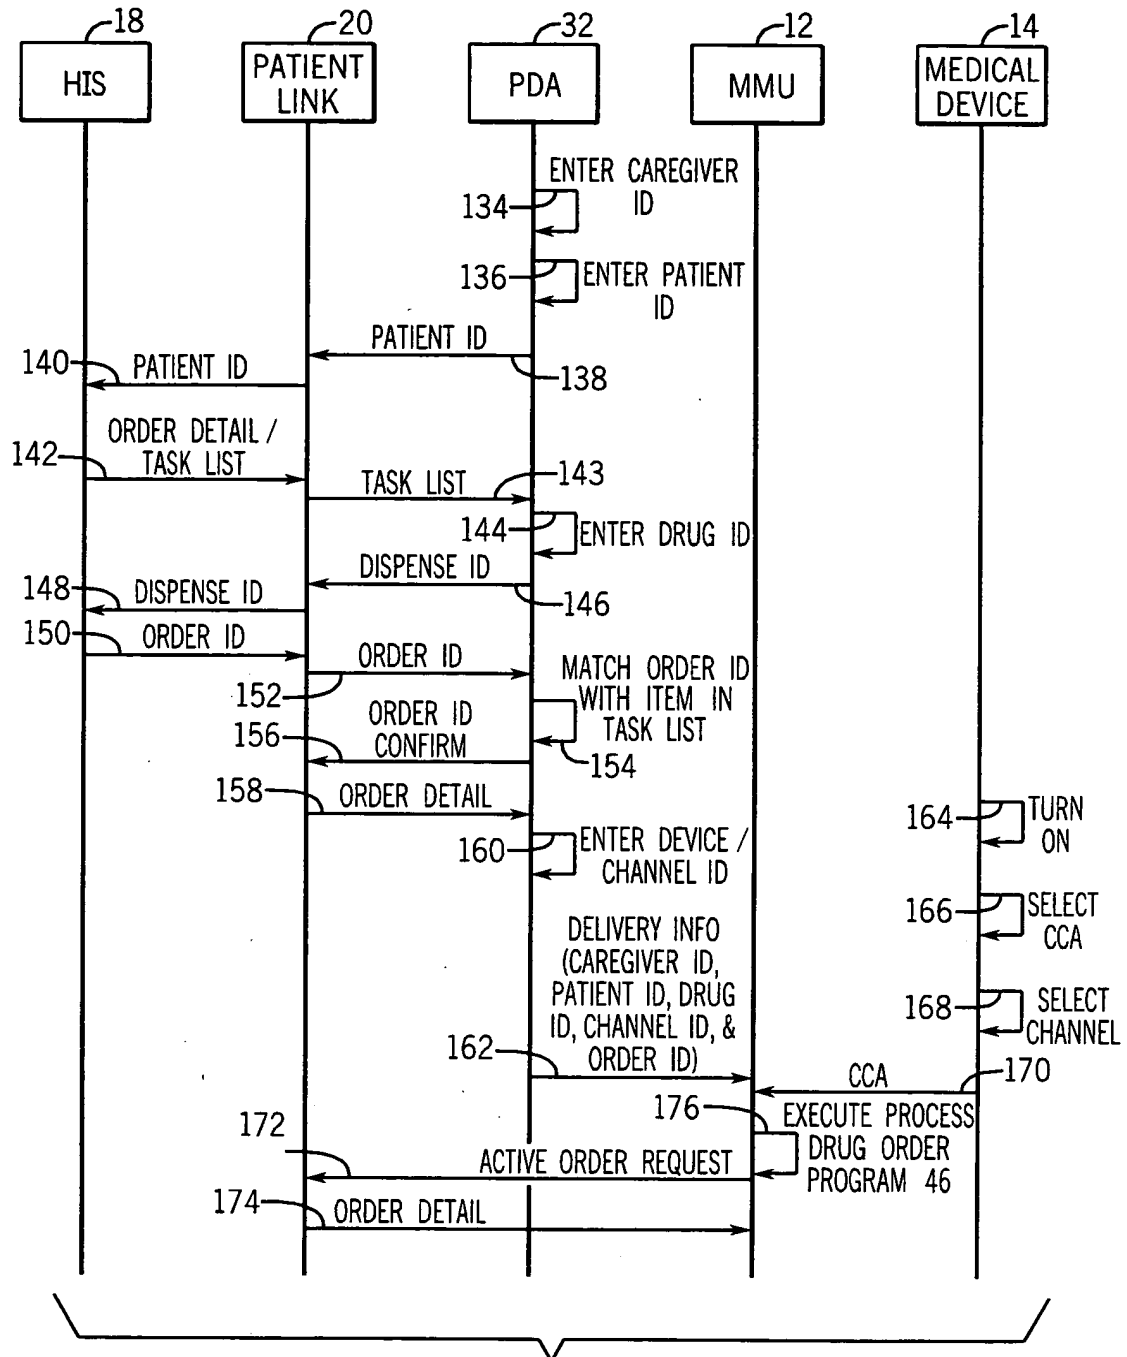 18
20
32
12
14
HIS
PATIENT
LINK
PDA
MMU
MEDICAL
DEVICE
ENTER CAREGIVER
ID
134
136
ENTER PATIENT
ID
PATIENT ID
138
140
PATIENT ID
ORDER DETAIL /
TASK LIST
142
TASK LIST
143
144
ENTER DRUG ID
DISPENSE ID
146
148
DISPENSE ID
150
ORDER ID
ORDER ID
152
MATCH ORDER ID
WITH ITEM IN
TASK LIST
154
ORDER ID
CONFIRM
156
158
ORDER DETAIL
160
ENTER DEVICE /
CHANNEL ID
164
TURN
ON
166
SELECT
CCA
168
SELECT
CHANNEL
DELIVERY INFO
(CAREGIVER ID,
PATIENT ID, DRUG
ID, CHANNEL ID, &
ORDER ID)
162
CCA
170
176
EXECUTE PROCESS
DRUG ORDER
PROGRAM 46
172
ACTIVE ORDER REQUEST
174
ORDER DETAIL